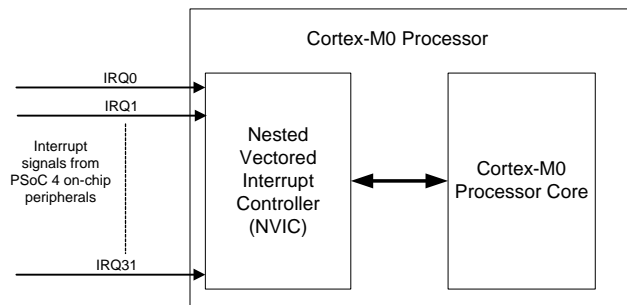 Cortex-M0 Processor
IRQ0
IRQ1
Interrupt
signals from
PSoC 4 on-chip
peripherals
IRQ31
Nested
Vectored
Interrupt
Controller
(NVIC)
Cortex-M0
Processor Core